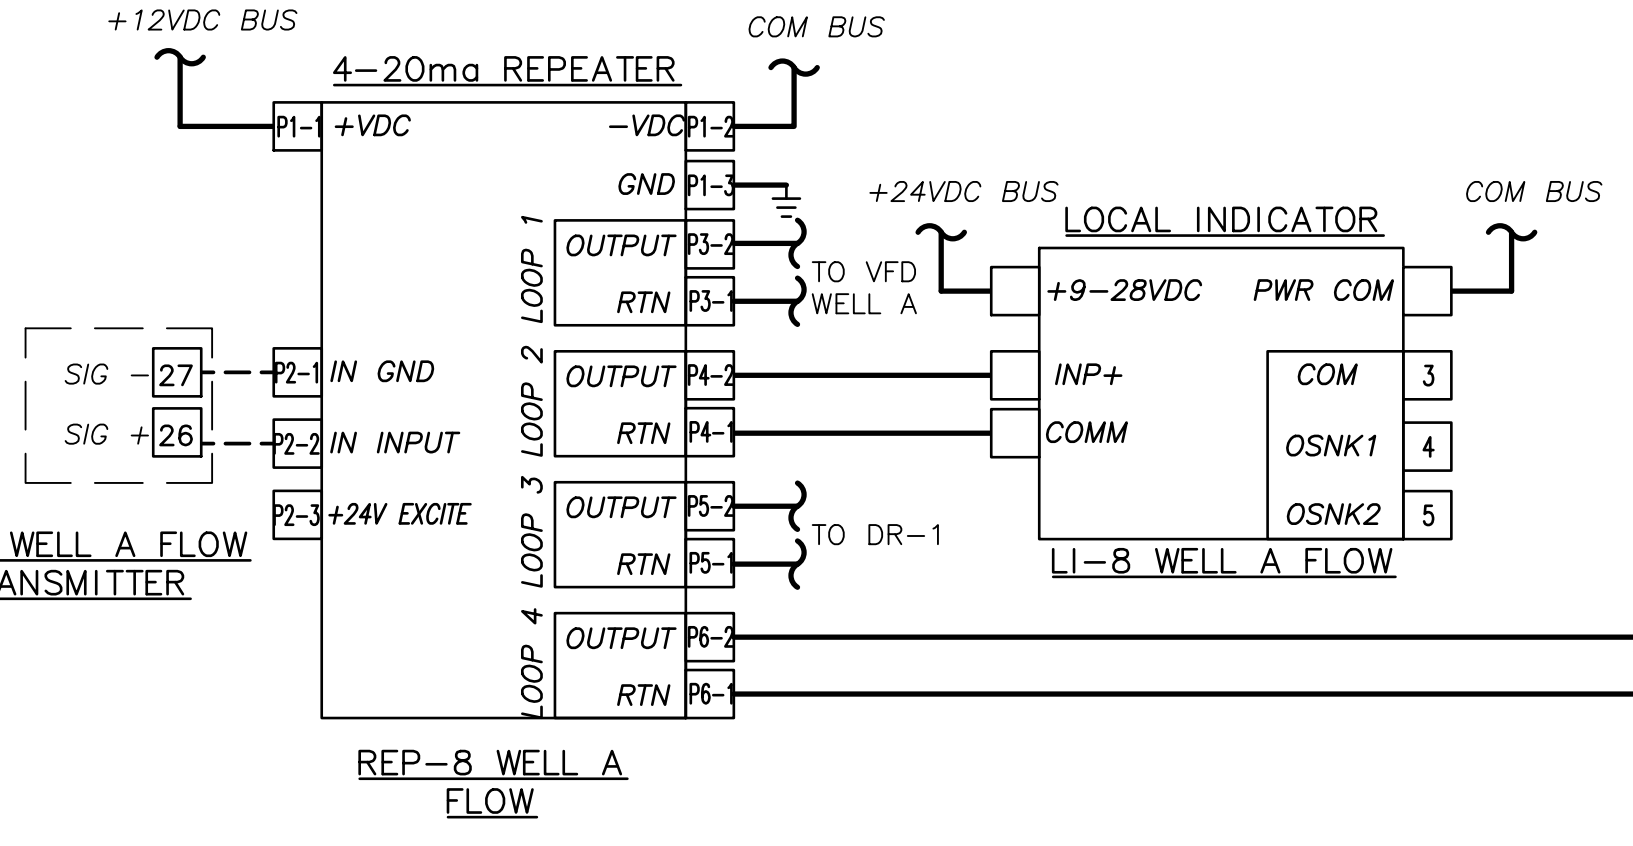 +12VDC BUS
COM BUS
4-20ma REPEATER
P1-1 +VDC
-VDC P1-2
GND P1-3
LOOP 1
OUTPUT P3-2
RTN P3-1
TO VFD
WELL A
SIG - 27
P2-1 IN GND
SIG + 26
P2-2 IN INPUT
P2-3 +24V EXCITE
WELL A FLOW
ANSMITTER
LOOP 2
OUTPUT P4-2
RTN P4-1
LOOP 3
OUTPUT P5-2
RTN P5-1
TO DR-1
LOOP 4
OUTPUT P6-2
RTN P6-1
REP-8 WELL A
FLOW
+24VDC BUS
COM BUS
LOCAL INDICATOR
+9-28VDC PWR COM
INP+ COM 3
COMM OSNK1 4
OSNK2 5
LI-8 WELL A FLOW